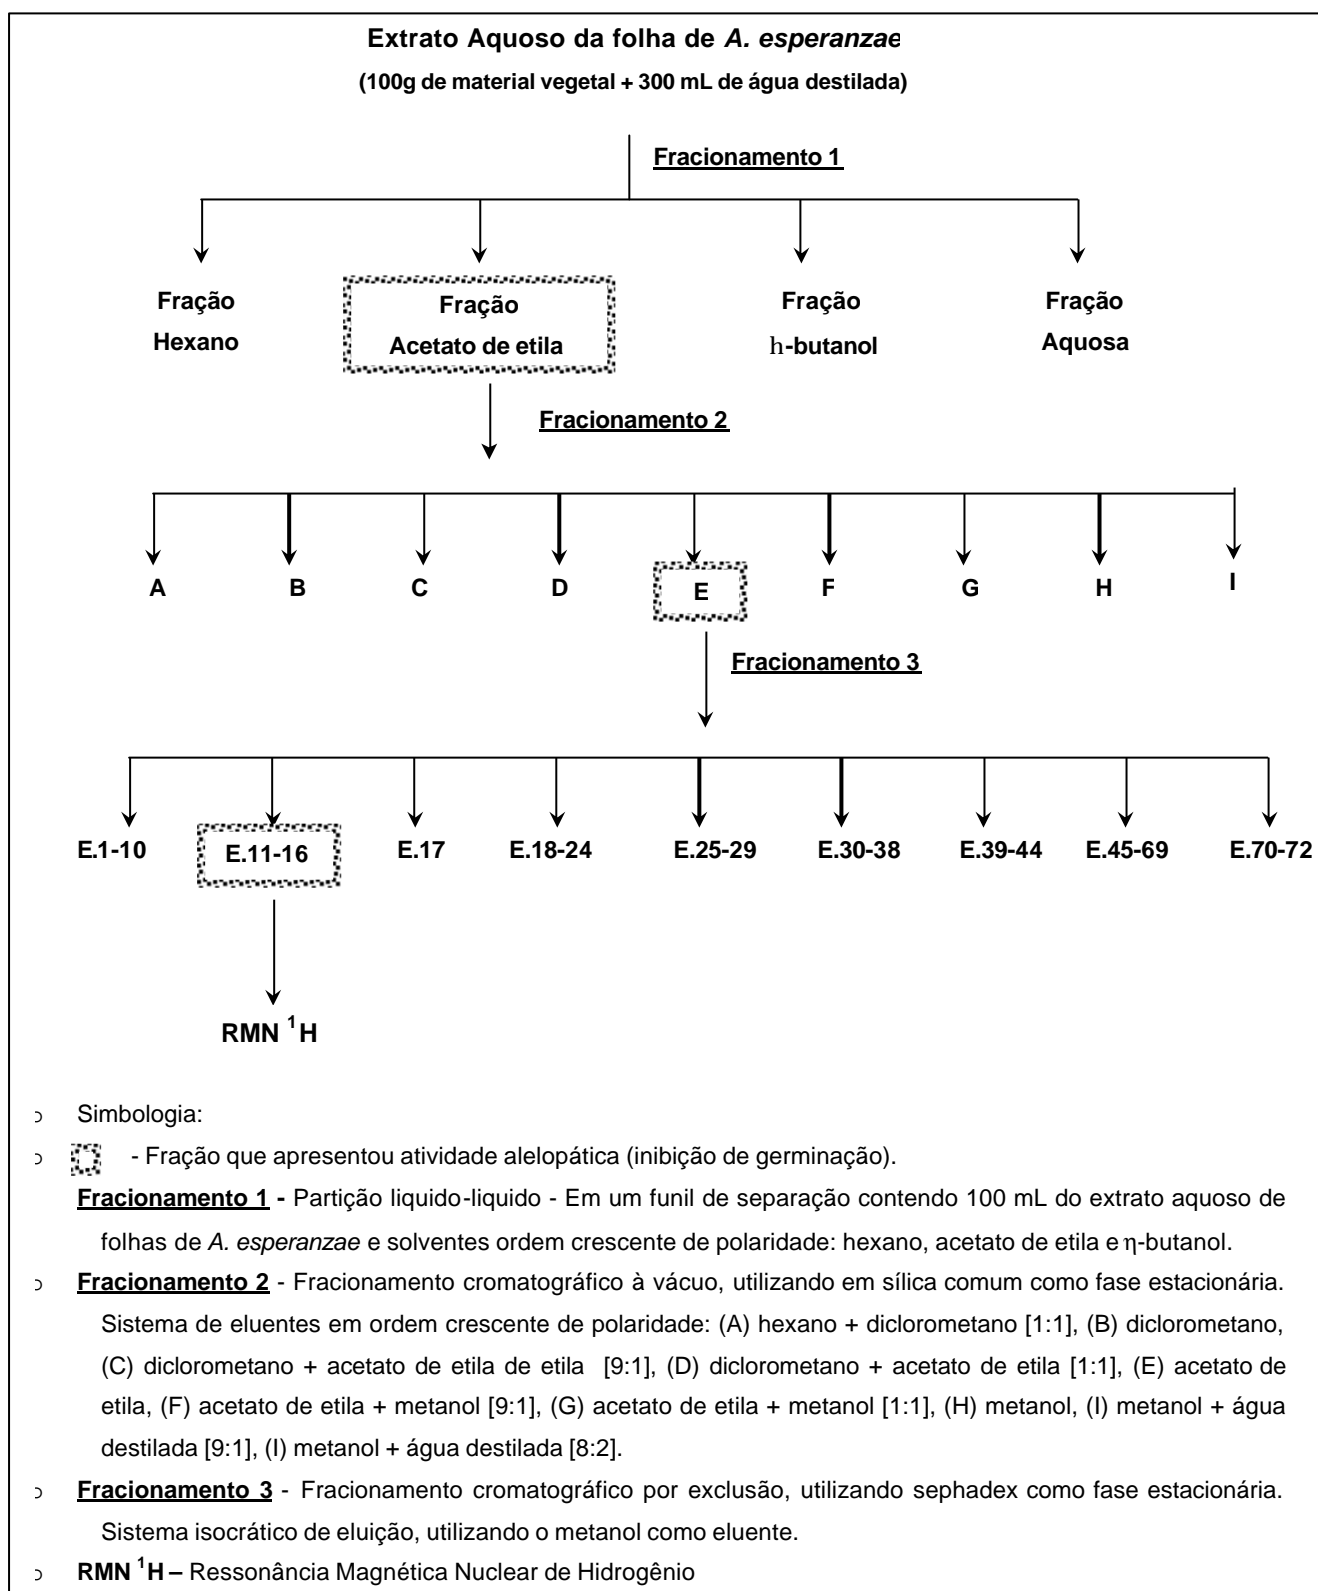 Extrato Aquoso da folha de A. esperanzae
(100g de material vegetal + 300 mL de água destilada)
Fracionamento 1
Fração Hexano
Fração Acetato de etila
Fração h-butanol
Fração Aquosa
Fracionamento 2
A B C D E F G H I
Fracionamento 3
E.1-10 E.11-16 E.17 E.18-24 E.25-29 E.30-38 E.39-44 E.45-69 E.70-72
RMN ¹H
Simbologia:
- Fração que apresentou atividade alelopática (inibição de germinação).
Fracionamento 1 - Partição liquido-liquido - Em um funil de separação contendo 100 mL do extrato aquoso de
folhas de A. esperanzae e solventes ordem crescente de polaridade: hexano, acetato de etila e η-butanol.
Fracionamento 2 - Fracionamento cromatográfico à vácuo, utilizando em sílica comum como fase estacionária.
Sistema de eluentes em ordem crescente de polaridade: (A) hexano + diclorometano [1:1], (B) diclorometano,
(C) diclorometano + acetato de etila de etila [9:1], (D) diclorometano + acetato de etila [1:1], (E) acetato de
etila, (F) acetato de etila + metanol [9:1], (G) acetato de etila + metanol [1:1], (H) metanol, (I) metanol + água
destilada [9:1], (I) metanol + água destilada [8:2].
Fracionamento 3 - Fracionamento cromatográfico por exclusão, utilizando sephadex como fase estacionária.
Sistema isocrático de eluição, utilizando o metanol como eluente.
RMN ¹H – Ressonância Magnética Nuclear de Hidrogênio